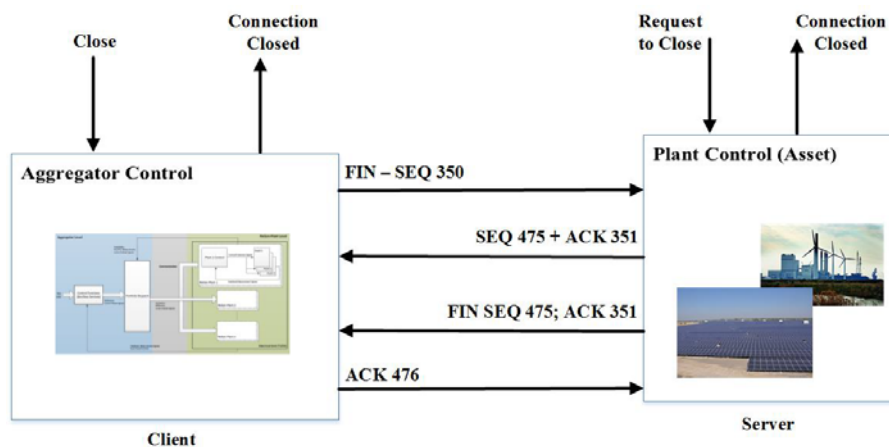 Close
Connection
Closed
Request
to Close
Connection
Closed
Aggregator Control
Plant Control (Asset)
FIN – SEQ 350
SEQ 475 + ACK 351
FIN SEQ 475; ACK 351
ACK 476
Client
Server